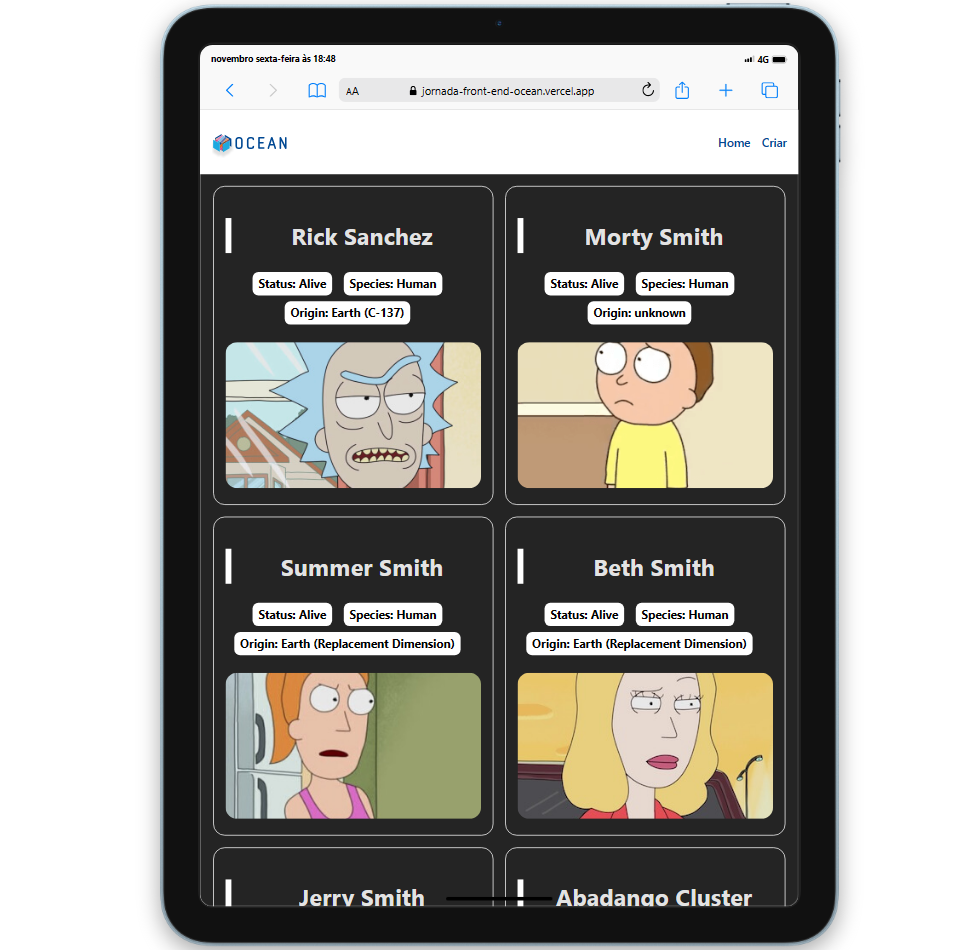 novembro sexta-feira às 18:48
4G
AA
jornada-front-end-ocean.vercel.app
OCEAN
Home Criar
Rick Sanchez
Status: Alive Species: Human
Origin: Earth (C-137)
Morty Smith
Status: Alive Species: Human
Origin: unknown
Summer Smith
Status: Alive Species: Human
Origin: Earth (Replacement Dimension)
Beth Smith
Status: Alive Species: Human
Origin: Earth (Replacement Dimension)
Jerry Smith
Abadango Cluster